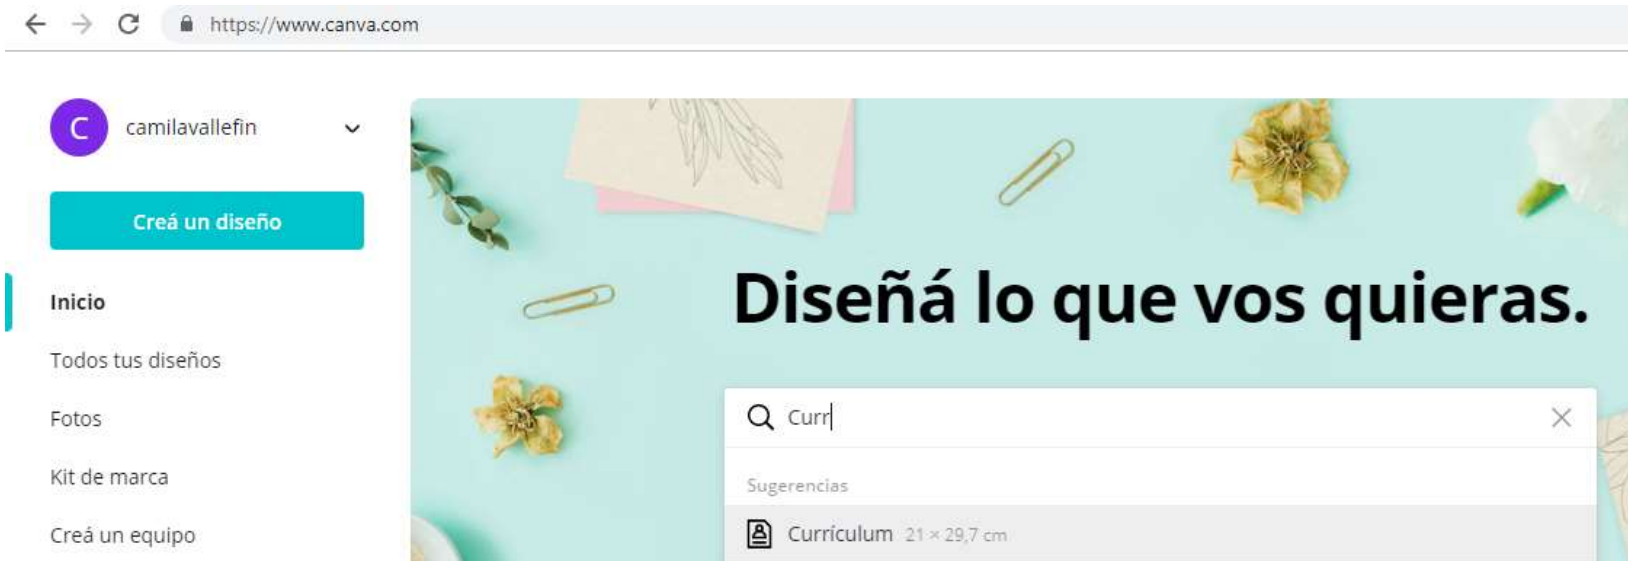 https://www.canva.com
C
camilavallefin
Creá un diseño
Inicio
Todos tus diseños
Fotos
Kit de marca
Creá un equipo
Diseñá lo que vos quieras.
Curr
Sugerencias
Currículum 21 × 29,7 cm